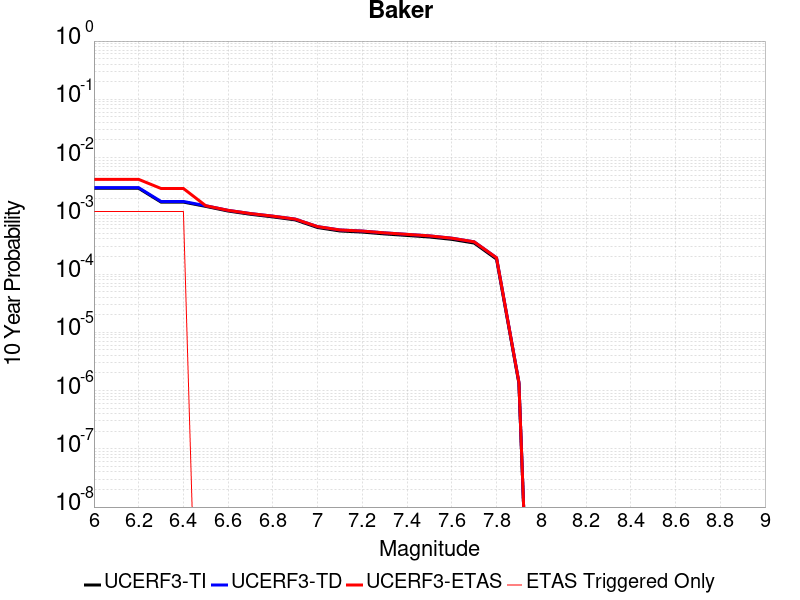 Baker
10 0
10 -1
10 -2
10 -3
10 -4
10 -5
10 -6
10 -7
10 -8
10 Year Probability
6 6.2 6.4 6.6 6.8 7 7.2 7.4 7.6 7.8 8 8.2 8.4 8.6 8.8 9
Magnitude
UCERF3-TI UCERF3-TD UCERF3-ETAS ETAS Triggered Only